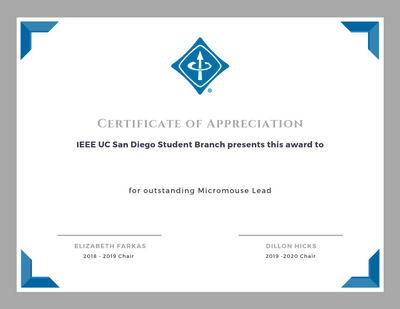 ®
CERTIFICATE OF APPRECIATION
IEEE UC San Diego Student Branch presents this award to
for outstanding Micromouse Lead
ELIZABETH FARKAS
2018 - 2019 Chair
DILLON HICKS
2019 -2020 Chair